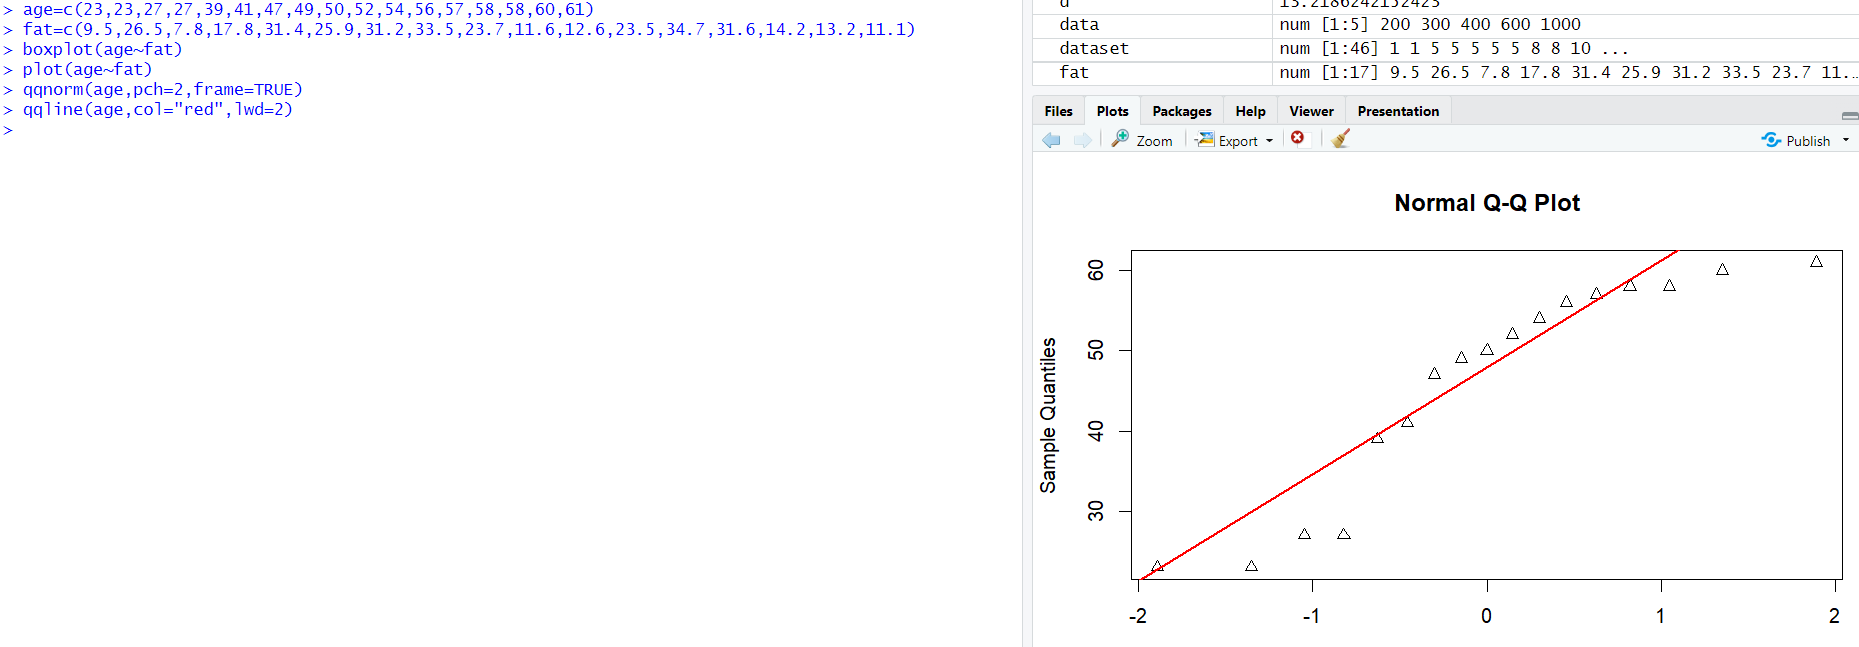 > age=c(23,23,27,27,39,41,47,49,50,52,54,56,57,58,58,60,61)
> fat=c(9.5,26.5,7.8,17.8,31.4,25.9,31.2,33.5,23.7,11.6,12.6,23.5,34.7,31.6,14.2,13.2,11.1)
> boxplot(age~fat)
> plot(age~fat)
> qqnorm(age,pch=2,frame=TRUE)
> qqline(age,col="red",lwd=2)
>
d 13.2186242152423
data num [1:5] 200 300 400 600 1000
dataset num [1:46] 1 1 5 5 5 5 5 8 8 10 ...
fat num [1:17] 9.5 26.5 7.8 17.8 31.4 25.9 31.2 33.5 23.7 11...
Files Plots Packages Help Viewer Presentation
Zoom Export Publish
Normal Q-Q Plot
Sample Quantiles
60
50
40
30
-2 -1 0 1 2